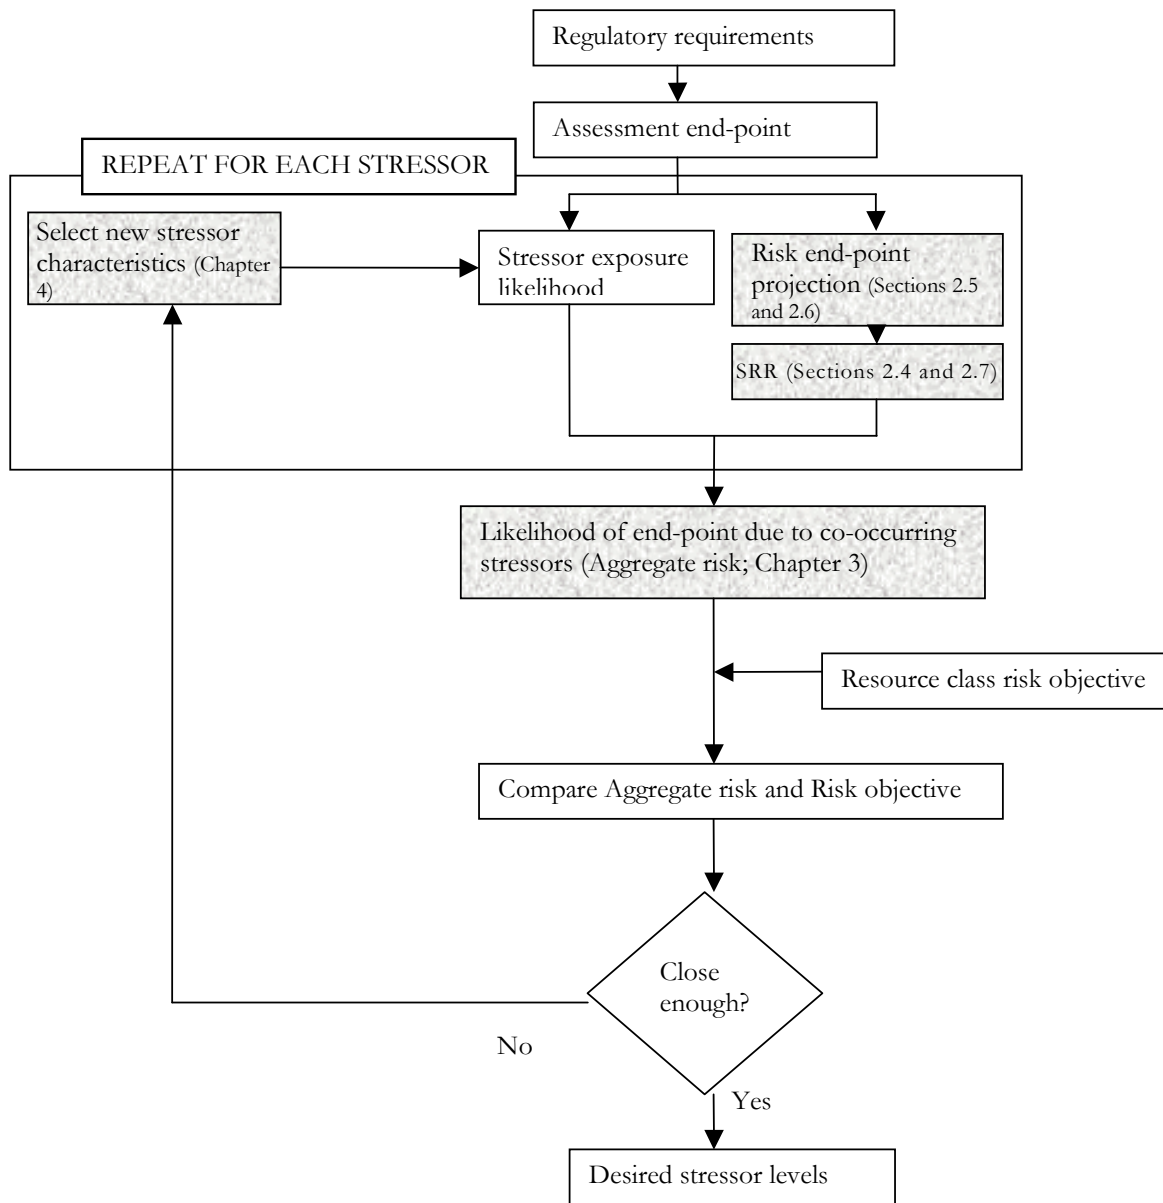 Regulatory requirements
Assessment end-point
REPEAT FOR EACH STRESSOR
Select new stressor
characteristics (Chapter
4)
Stressor exposure
likelihood
Risk end-point
projection (Sections 2.5
and 2.6)
SRR (Sections 2.4 and 2.7)
Likelihood of end-point due to co-occurring
stressors (Aggregate risk; Chapter 3)
Resource class risk objective
Compare Aggregate risk and Risk objective
Close
enough?
No
Yes
Desired stressor levels